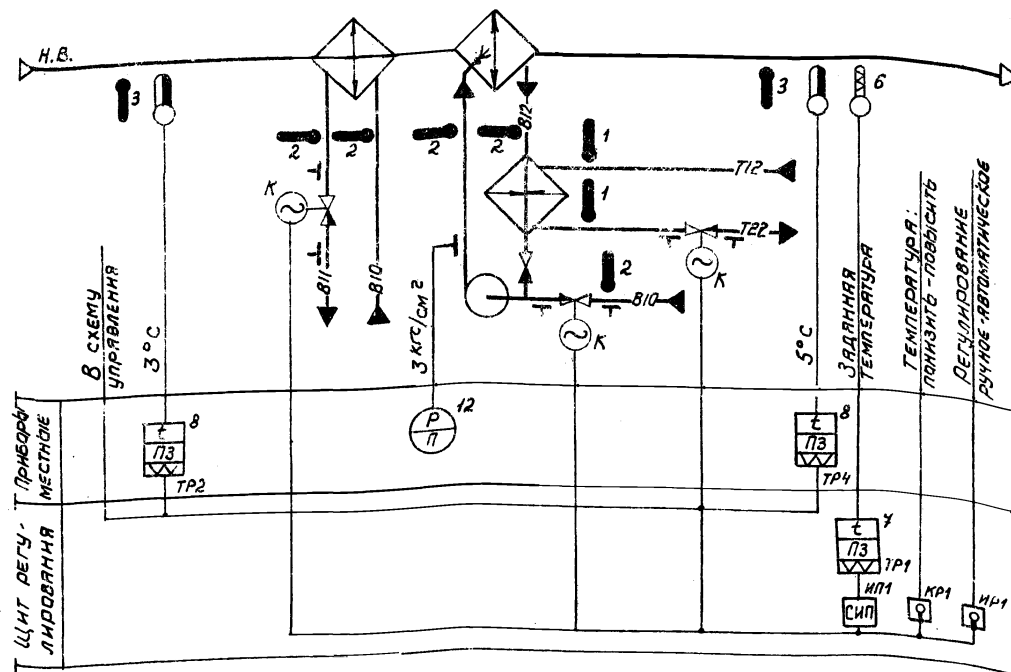 Н.В.
3
3
6
2
2
2
2
В12
1
Т12
К
1
Т22
К
2
В10
К
В11
В10
3 кгс/см2
В схему
управления
3°С
5°С
Заданная
температура
Температура:
понизить-повысить
Регулирование
ручное-автоматическое
Приборы
местные
t
8
ПЗ
ТР2
Р
П
12
t
8
ПЗ
ТР4
Щит регу-
лирования
t
7
ПЗ
ТР1
ИП1
СИП
КР1
ИР1